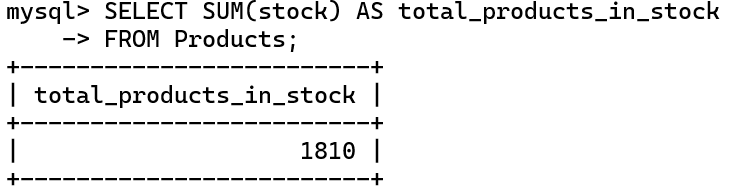 mysql> SELECT SUM(stock) AS total_products_in_stock
    -> FROM Products;
+-------------------------+
| total_products_in_stock |
+-------------------------+
|                    1810 |
+-------------------------+